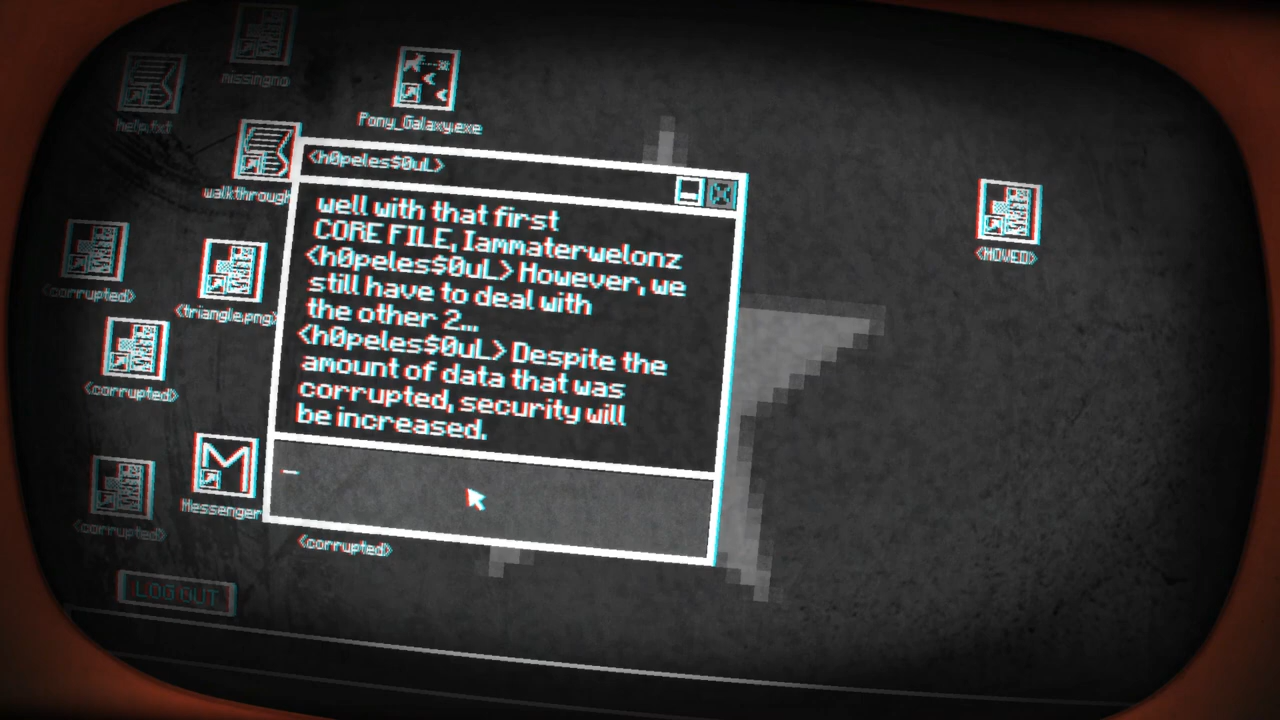 missingno
help.txt
Pony_Galaxy.exe
walkthrough
<corrupted>
<triangle.png>
<corrupted>
<corrupted>
Messenger
<corrupted>
LOG OUT
<MOVED>
<h0peles$0uL>
well with that first
CORE FILE, Iammaterwelonz
<h0peles$0uL> However, we
still have to deal with
the other 2...
<h0peles$0uL> Despite the
amount of data that was
corrupted, security will
be increased.
_